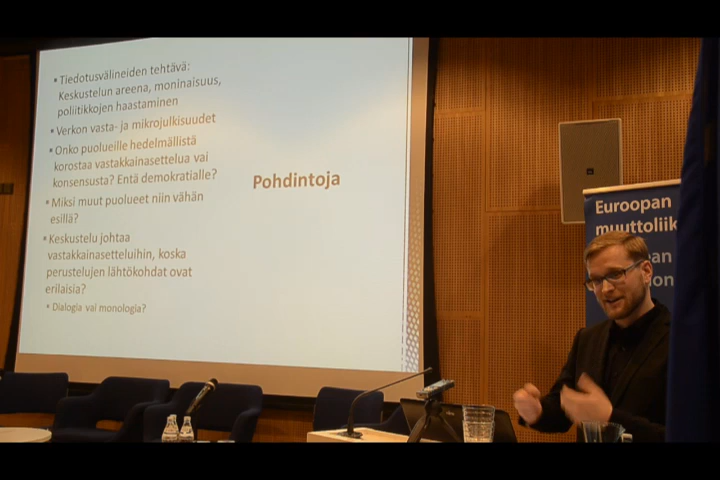 • Tiedotusvälineiden tehtävä:
Keskustelun areena, moninaisuus,
poliitikkojen haastaminen
• Verkon vasta- ja mikrojulkisuudet
• Onko puolueille hedelmällistä
korostaa vastakkainasettelua vai
konsensusta? Entä demokratialle?
• Miksi muut puolueet niin vähän
esillä?
• Keskustelu johtaa
vastakkainasetteluihin, koska
perustelujen lähtökohdat ovat
erilaisia?
• Dialogia vai monologia?
Pohdintoja
Euroopan
muuttoliik